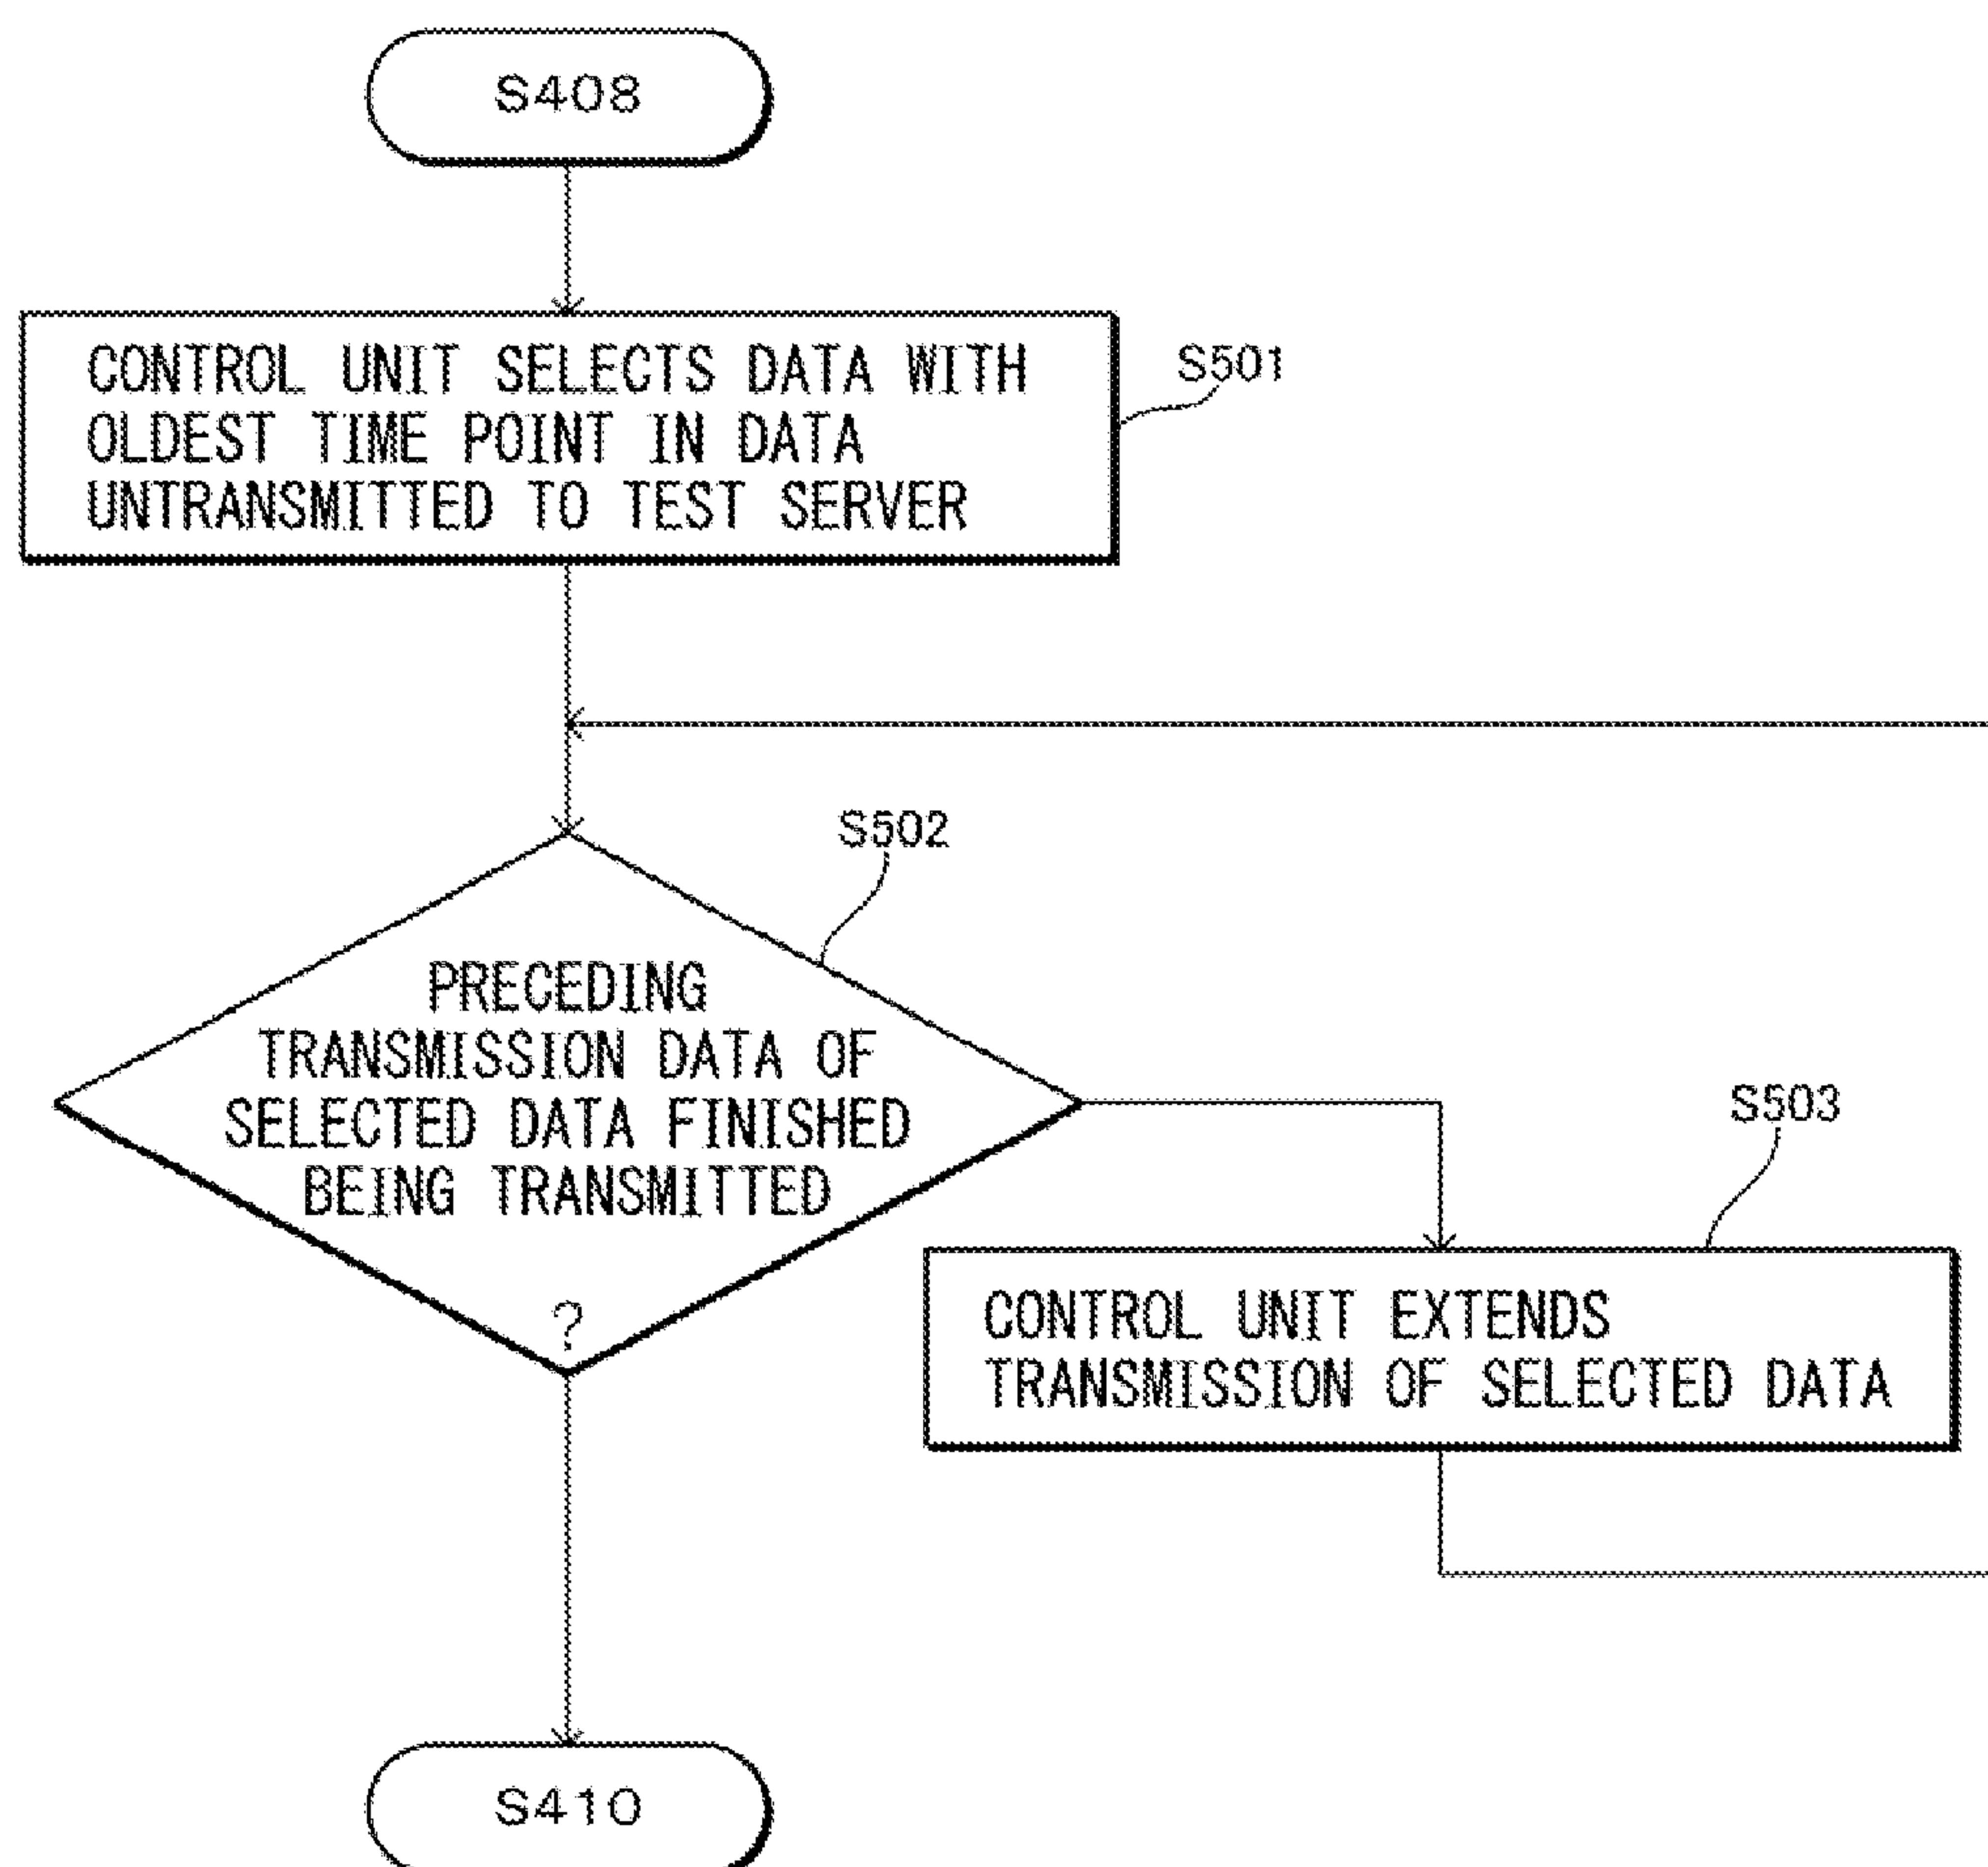 S408
CONTROL UNIT SELECTS DATA WITH
OLDEST TIME POINT IN DATA
UNTRANSMITTED TO TEST SERVER
S501
S502
PRECEDING
TRANSMISSION DATA OF
SELECTED DATA FINISHED
BEING TRANSMITTED
?
S503
CONTROL UNIT EXTENDS
TRANSMISSION OF SELECTED DATA
S410